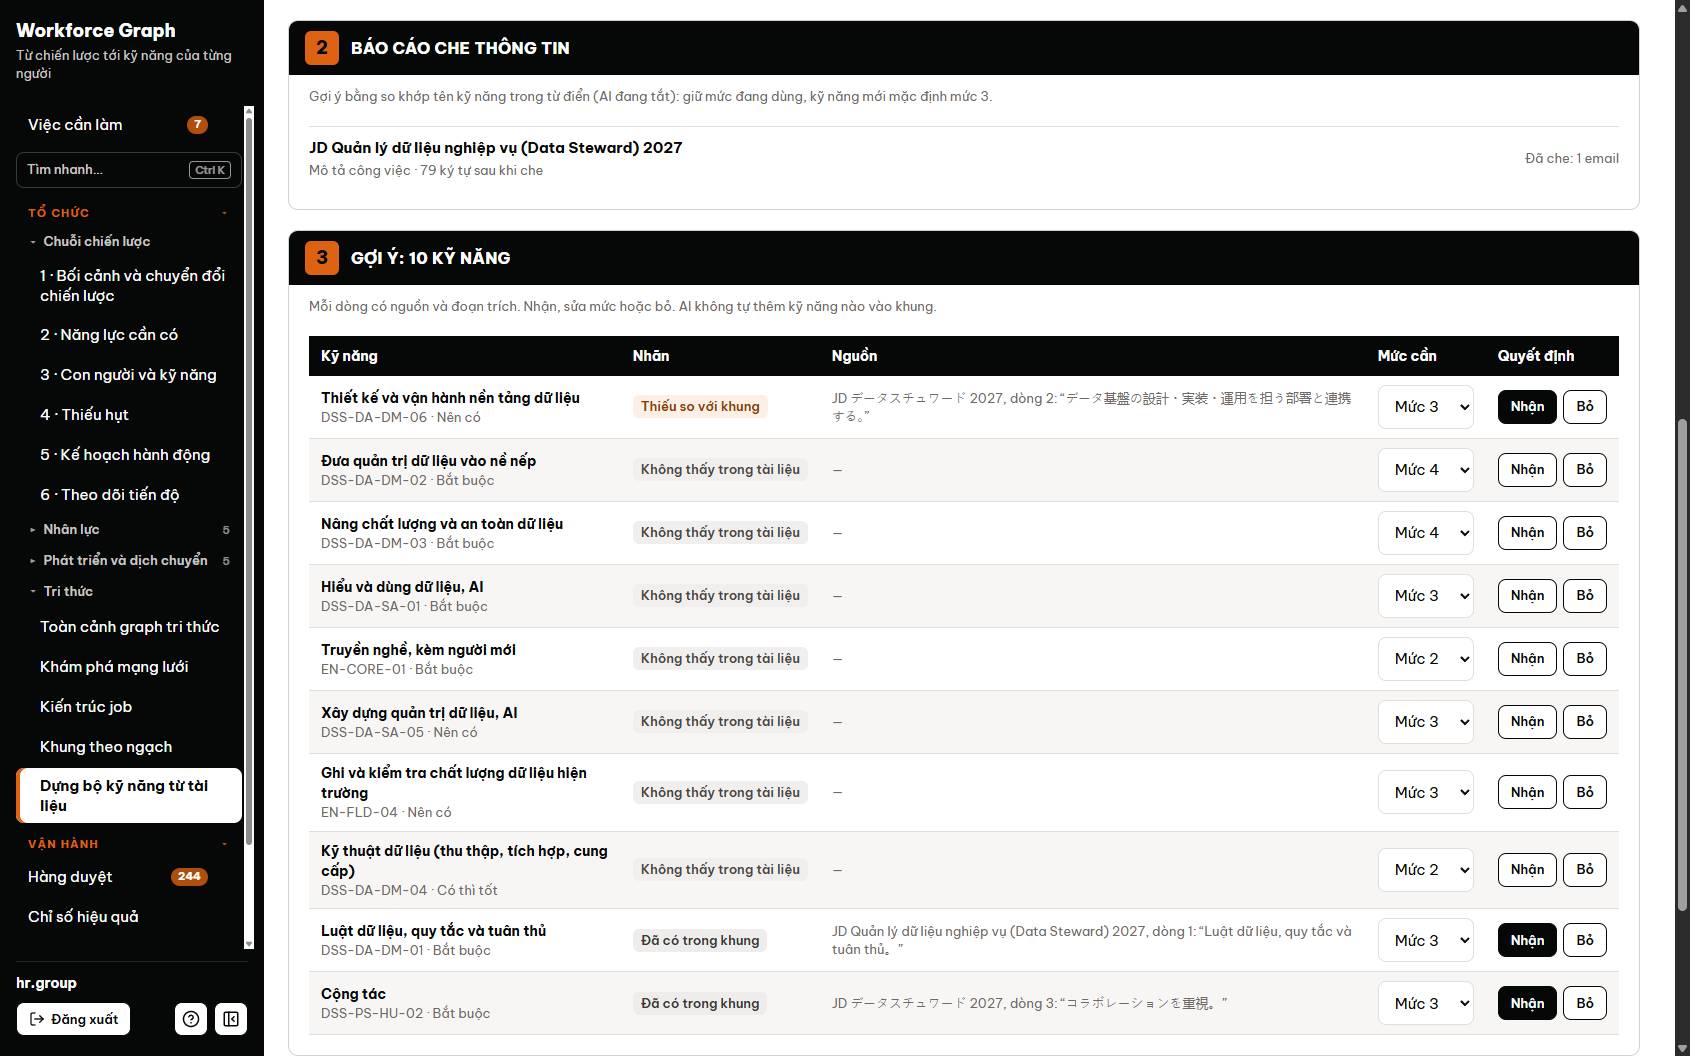 Workforce Graph
Từ chiến lược tới kỹ năng của từng
người
Việc cần làm 7
Tìm nhanh... Ctrl K
TỔ CHỨC
Chuỗi chiến lược
1 · Bối cảnh và chuyển đổi
chiến lược
2 · Năng lực cần có
3 · Con người và kỹ năng
4 · Thiếu hụt
5 · Kế hoạch hành động
6 · Theo dõi tiến độ
Nhân lực 5
Phát triển và dịch chuyển 5
Tri thức
Toàn cảnh graph tri thức
Khám phá mạng lưới
Kiến trúc job
Khung theo ngạch
Dựng bộ kỹ năng từ tài
liệu
VẬN HÀNH
Hàng duyệt 244
Chỉ số hiệu quả
hr.group
Đăng xuất
2 BÁO CÁO CHE THÔNG TIN
Gợi ý bằng so khớp tên kỹ năng trong từ điển (AI đang tắt): giữ mức đang dùng, kỹ năng mới mặc định mức 3.
JD Quản lý dữ liệu nghiệp vụ (Data Steward) 2027
Mô tả công việc · 79 ký tự sau khi che
Đã che: 1 email
3 GỢI Ý: 10 KỸ NĂNG
Mỗi dòng có nguồn và đoạn trích. Nhận, sửa mức hoặc bỏ. AI không tự thêm kỹ năng nào vào khung.
Kỹ năng Nhãn Nguồn Mức cần Quyết định
Thiết kế và vận hành nền tảng dữ liệu
DSS-DA-DM-06 · Nên có
Thiếu so với khung
JD データスチュワード 2027, dòng 2: “データ基盤の設計・実装・運用を担う部署と連携
する。”
Mức 3 Nhận Bỏ
Đưa quản trị dữ liệu vào nề nếp
DSS-DA-DM-02 · Bắt buộc
Không thấy trong tài liệu – Mức 4 Nhận Bỏ
Nâng chất lượng và an toàn dữ liệu
DSS-DA-DM-03 · Bắt buộc
Không thấy trong tài liệu – Mức 4 Nhận Bỏ
Hiểu và dùng dữ liệu, AI
DSS-DA-SA-01 · Bắt buộc
Không thấy trong tài liệu – Mức 3 Nhận Bỏ
Truyền nghề, kèm người mới
EN-CORE-01 · Bắt buộc
Không thấy trong tài liệu – Mức 2 Nhận Bỏ
Xây dựng quản trị dữ liệu, AI
DSS-DA-SA-05 · Nên có
Không thấy trong tài liệu – Mức 3 Nhận Bỏ
Ghi và kiểm tra chất lượng dữ liệu hiện
trường
EN-FLD-04 · Nên có
Không thấy trong tài liệu – Mức 3 Nhận Bỏ
Kỹ thuật dữ liệu (thu thập, tích hợp, cung
cấp)
DSS-DA-DM-04 · Có thì tốt
Không thấy trong tài liệu – Mức 2 Nhận Bỏ
Luật dữ liệu, quy tắc và tuân thủ
DSS-DA-DM-01 · Bắt buộc
Đã có trong khung
JD Quản lý dữ liệu nghiệp vụ (Data Steward) 2027, dòng 1: “Luật dữ liệu, quy tắc và
tuân thủ。”
Mức 3 Nhận Bỏ
Cộng tác
DSS-PS-HU-02 · Bắt buộc
Đã có trong khung
JD データスチュワード 2027, dòng 3: “コラボレーションを重視。”
Mức 3 Nhận Bỏ